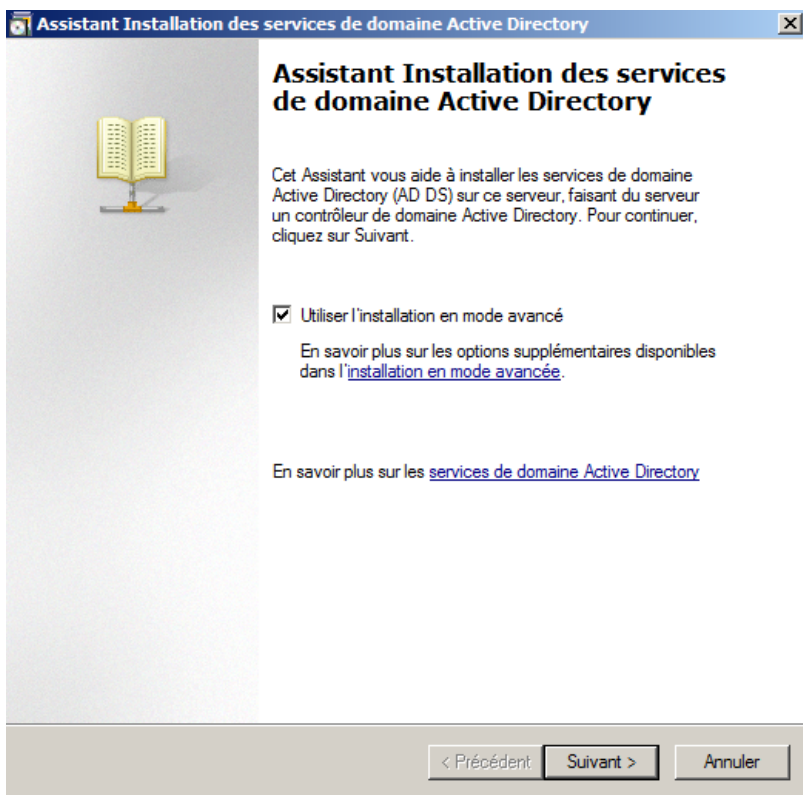 Assistant Installation des services de domaine Active Directory
Assistant Installation des services
de domaine Active Directory
Cet Assistant vous aide à installer les services de domaine
Active Directory (AD DS) sur ce serveur, faisant du serveur
un contrôleur de domaine Active Directory. Pour continuer,
cliquez sur Suivant.
Utiliser l'installation en mode avancé
En savoir plus sur les options supplémentaires disponibles
dans l'installation en mode avancée.
En savoir plus sur les services de domaine Active Directory
< Précédent Suivant > Annuler